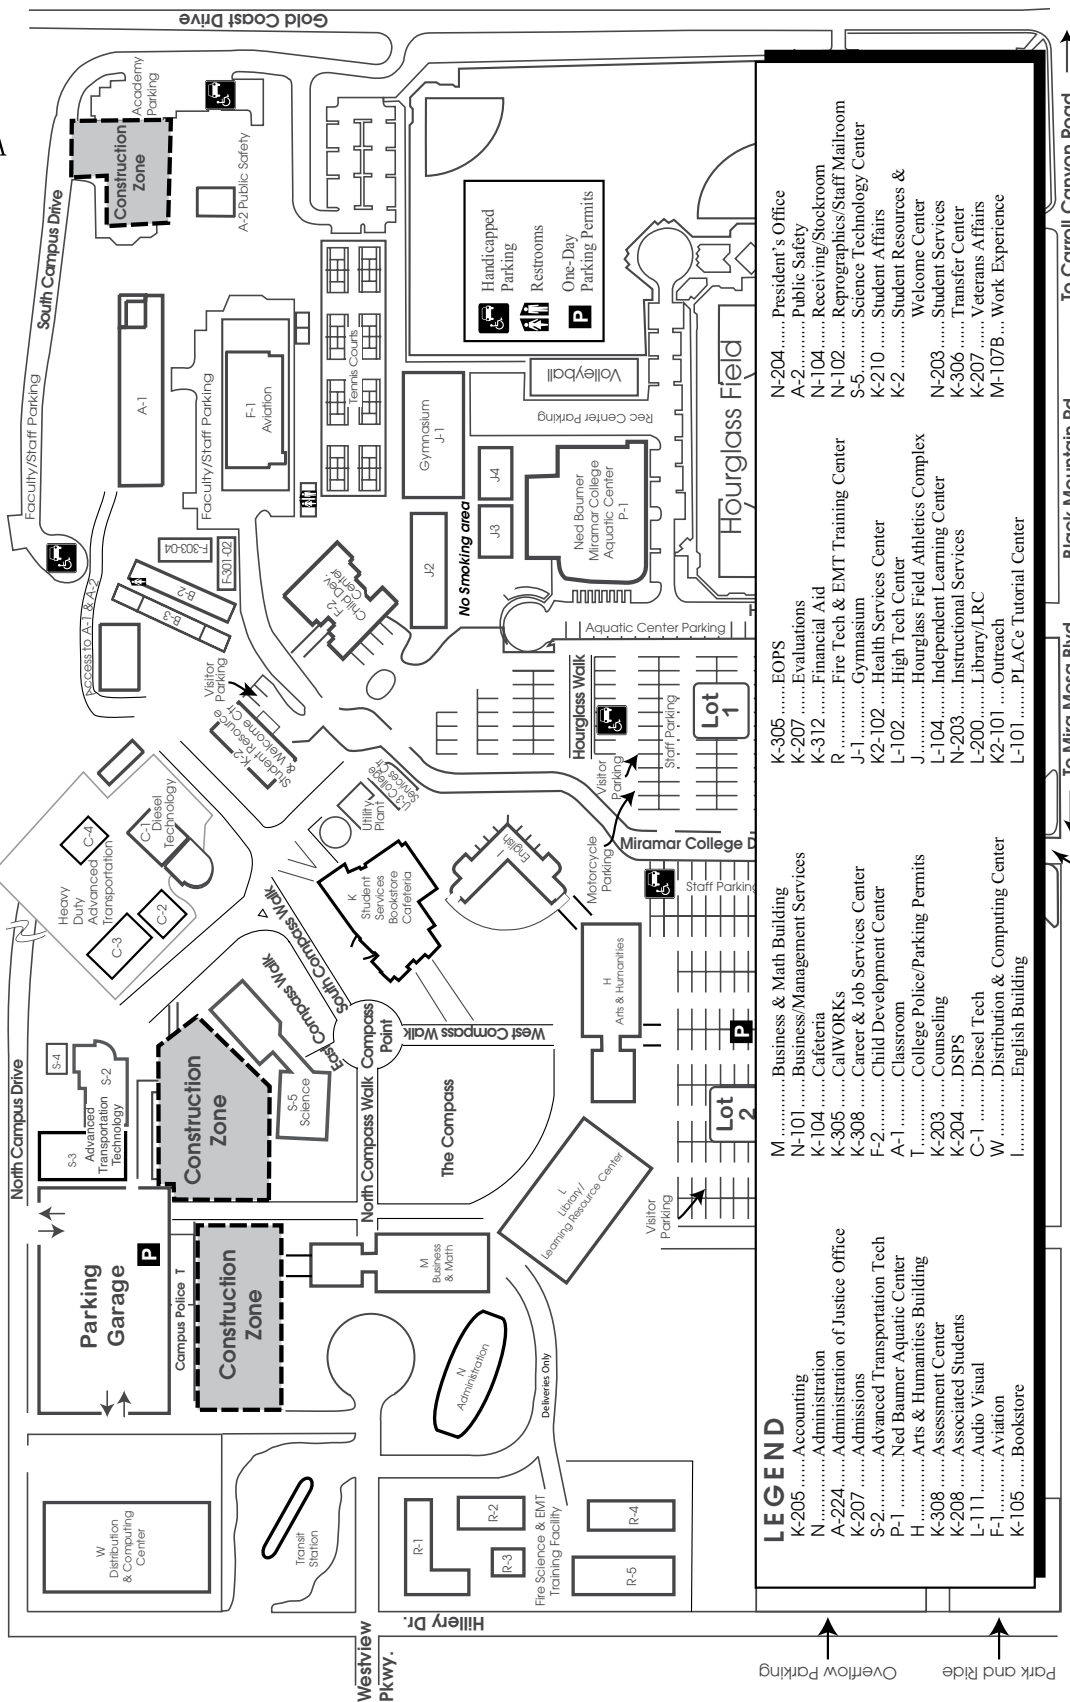 Gold Coast Drive
Academy
Parking
Construction
Zone
A-2 Public Safety
South Campus Drive
Faculty/Staff Parking
A-1
Faculty/Staff Parking
F-1
Aviation
Tennis Courts
Handicapped
Parking
Restrooms
One-Day
Parking Permits
P
Volleyball
Rec Center Parking
Hourglass Field
Gymnasium
J-1
J-4
J-3
J-2
No Smoking area
Ned Baumer
Miramar College
Aquatic Center
P-1
Aquatic Center Parking
F-303-04
F-301-02
B-2
B-3
Access to A-1 & A-2
F-2
Child Dev.
Center
Visitor
Parking
K-2
Student Resource
& Welcome Ctr
J-3 College
Services Ctr
Utility
Plant
Hourglass Walk
Visitor
Parking
Staff Parking
Lot
1
Motorcycle
Parking
Miramar College D
Staff Parking
Heavy
Duty
Advanced
Transportation
C-4
C-1
Diesel
Technology
C-2
C-3
K
Student
Services
Bookstore
Cafeteria
I
English
H
Arts & Humanities
South Compass Walk
East Compass Walk
Compass
Point
West Compass Walk
North Compass Walk
The Compass
North Campus Drive
S-4
S-2
S-3
Advanced
Transportation
Technology
Construction
Zone
S-5
Science
P
Lot
2
L
Library/
Learning Resource Center
Visitor
Parking
Parking
Garage
P
Campus Police T
Construction
Zone
M
Business
& Math
N
Administration
Deliveries Only
W
Distribution
& Computing
Center
Transit
Station
R-1
R-2
R-3
R-4
R-5
Fire Science & EMT
Training Facility
Hillery Dr.
Westview
Pkwy.
Overflow Parking
Park and Ride
To Mira Mesa Blvd.
Black Mountain Rd.
To Carroll Canyon Road
LEGEND
K-205 ..... Accounting
N ............ Administration
A-224 ..... Administration of Justice Office
K-207 ..... Admissions
S-2 .......... Advanced Transportation Tech
P-1 .......... Ned Baumer Aquatic Center
H ............ Arts & Humanities Building
K-308 ..... Assessment Center
K-208 ..... Associated Students
L-111 ...... Audio Visual
F-1 .......... Aviation
K-105 ..... Bookstore
M ............ Business & Math Building
N-101 ..... Business/Management Services
K-104 ..... Cafeteria
K-305 ..... CalWORKs
K-308 ..... Career & Job Services Center
F-2 .......... Child Development Center
A-1 .......... Classroom
T ............. College Police/Parking Permits
K-203 ..... Counseling
K-204 ..... DSPS
C-1 ......... Diesel Tech
W ............ Distribution & Computing Center
I .............. English Building
K-305 ..... EOPS
K-207 ..... Evaluations
K-312 ..... Financial Aid
R ............. Fire Tech & EMT Training Center
J-1 .......... Gymnasium
K2-102 ... Health Services Center
L-102 ...... High Tech Center
J .............. Hourglass Field Athletics Complex
L-104 ...... Independent Learning Center
N-203 ..... Instructional Services
L-200 ...... Library/LRC
K2-101 ... Outreach
L-101 ...... PLACe Tutorial Center
N-204 ..... President's Office
A-2 .......... Public Safety
N-104 ..... Receiving/Stockroom
N-102 ..... Reprographics/Staff Mailroom
S-5 .......... Science Technology Center
K-210 ..... Student Affairs
K-2 ......... Student Resources &
Welcome Center
N-203 ..... Student Services
K-306 ..... Transfer Center
K-207 ..... Veterans Affairs
M-107B .. Work Experience